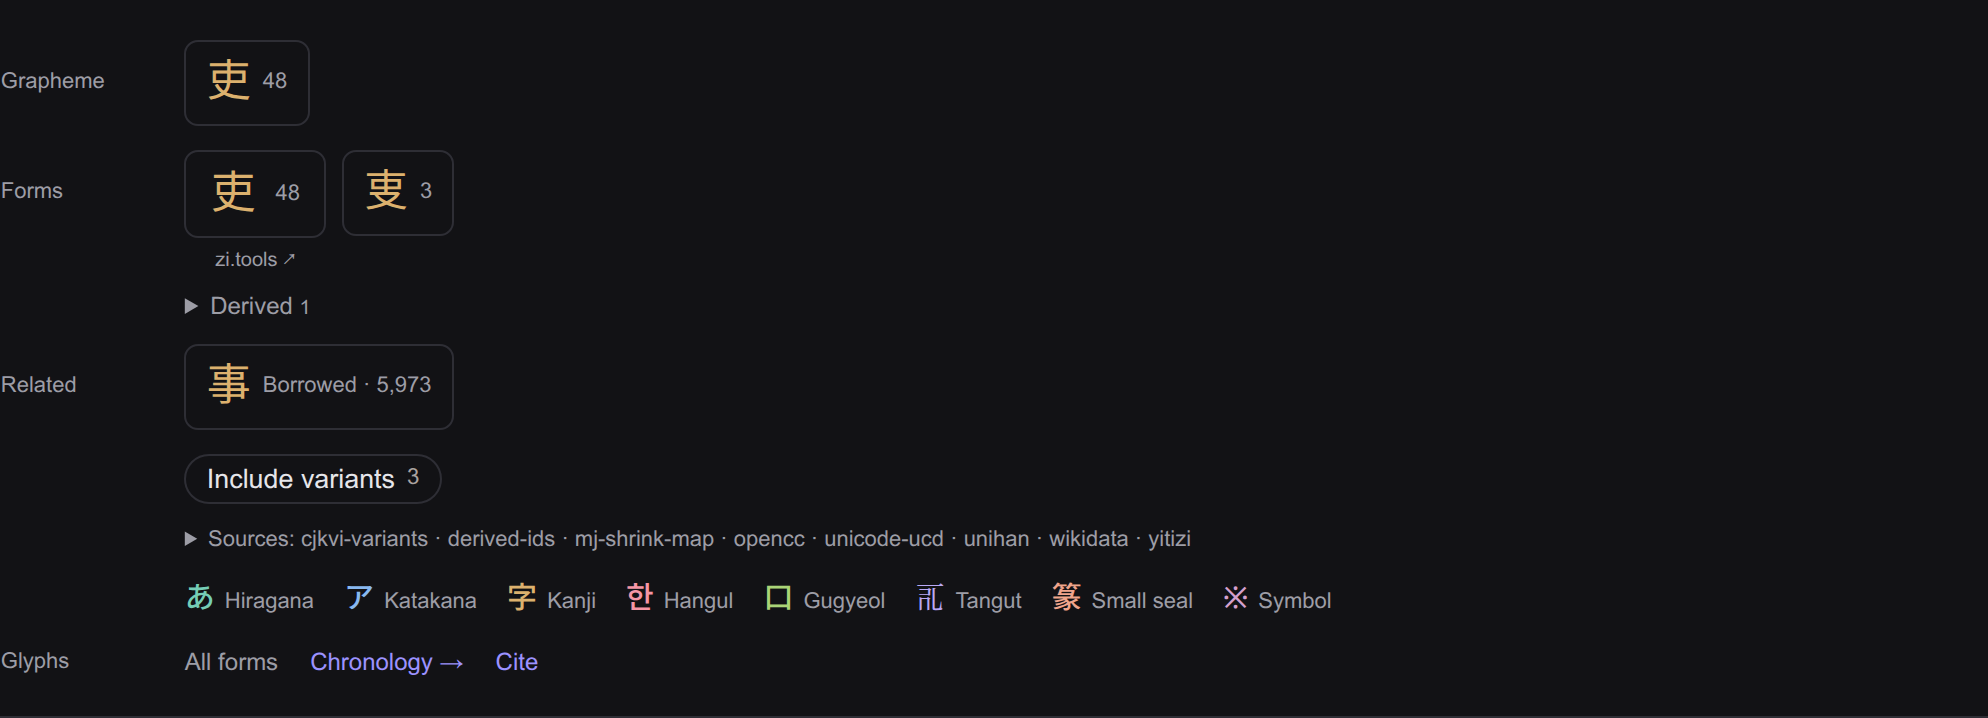 Grapheme 吏 48
Forms 吏 48 叓 3
zi.tools ↗
▶ Derived 1
Related 事 Borrowed · 5,973
Include variants 3
▶ Sources: cjkvi-variants · derived-ids · mj-shrink-map · opencc · unicode-ucd · unihan · wikidata · yitizi
あ Hiragana ア Katakana 字 Kanji 한 Hangul 口 Gugyeol Tangut 篆 Small seal ※ Symbol
Glyphs All forms Chronology → Cite